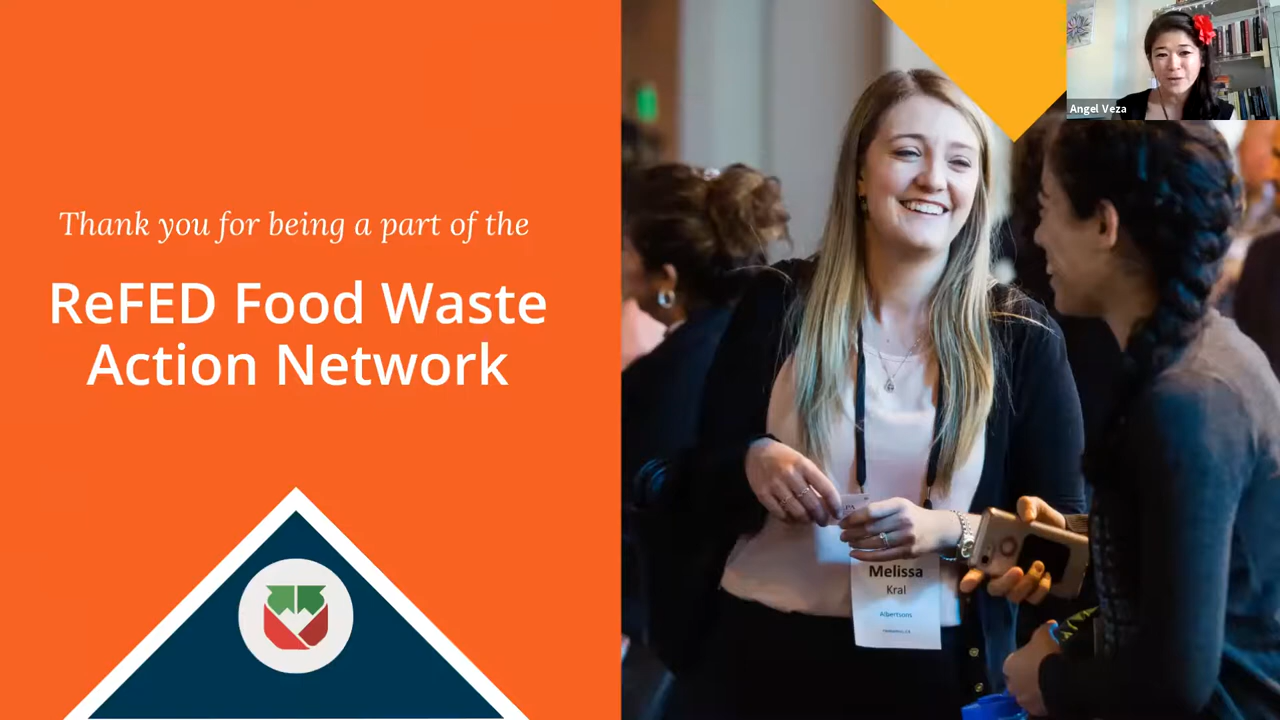 Thank you for being a part of the
ReFED Food Waste
Action Network
Angel Veza
Melissa
Kral
Albertsons